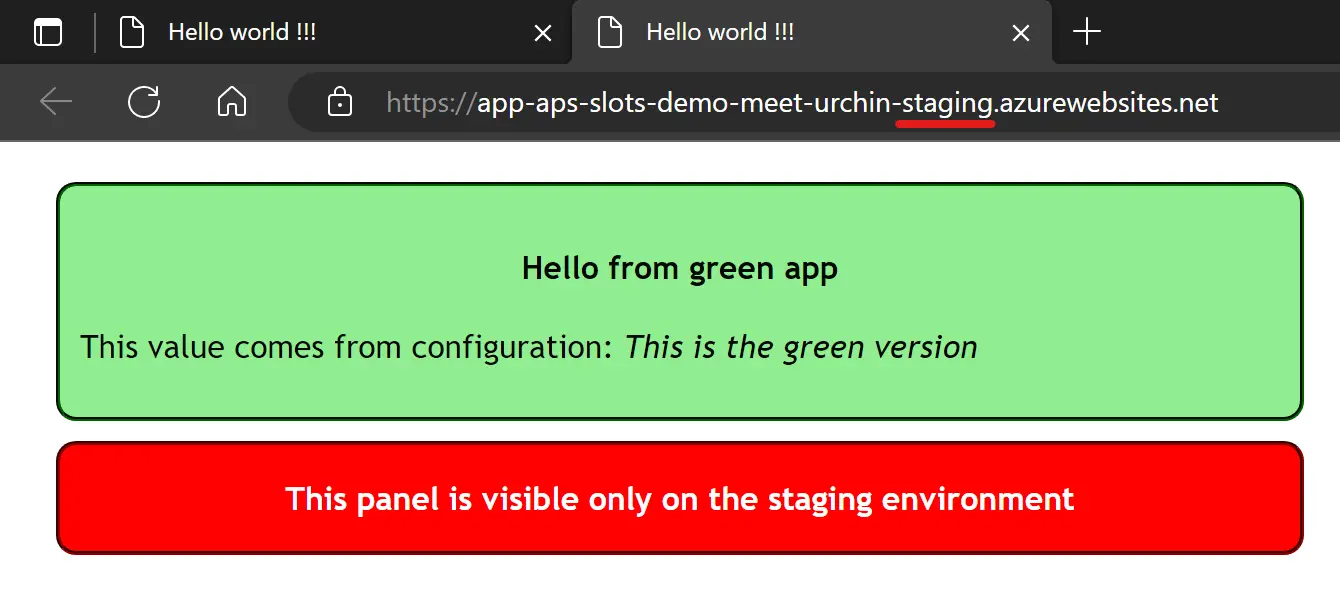 Hello world !!!
Hello world !!!
https://app-aps-slots-demo-meet-urchin-staging.azurewebsites.net
Hello from green app
This value comes from configuration: This is the green version
This panel is visible only on the staging environment